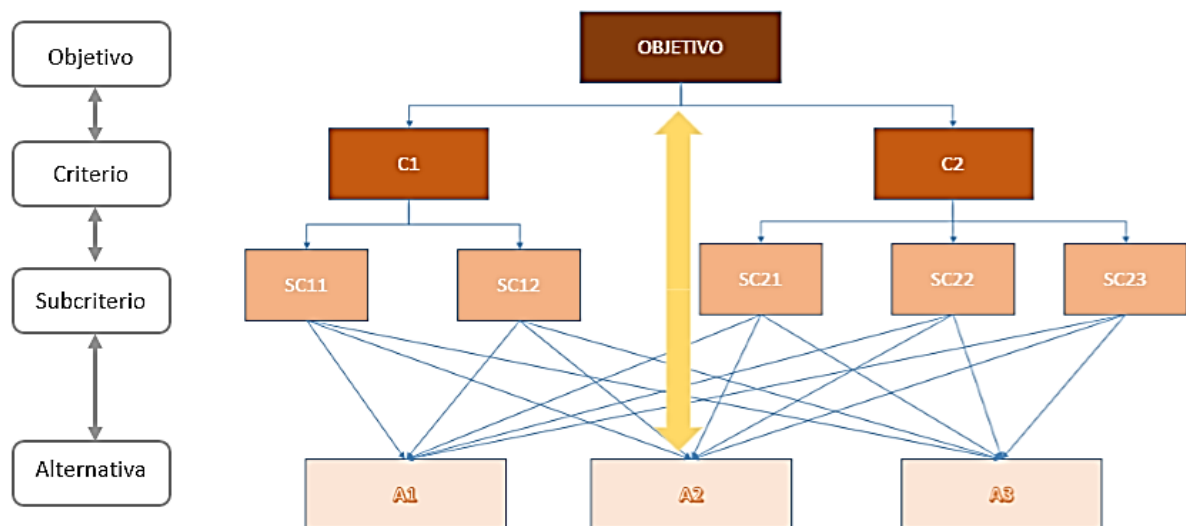 Objetivo
OBJETIVO
Criterio
C1
C2
Subcriterio
SC11
SC12
SC21
SC22
SC23
Alternativa
A1
A2
A3